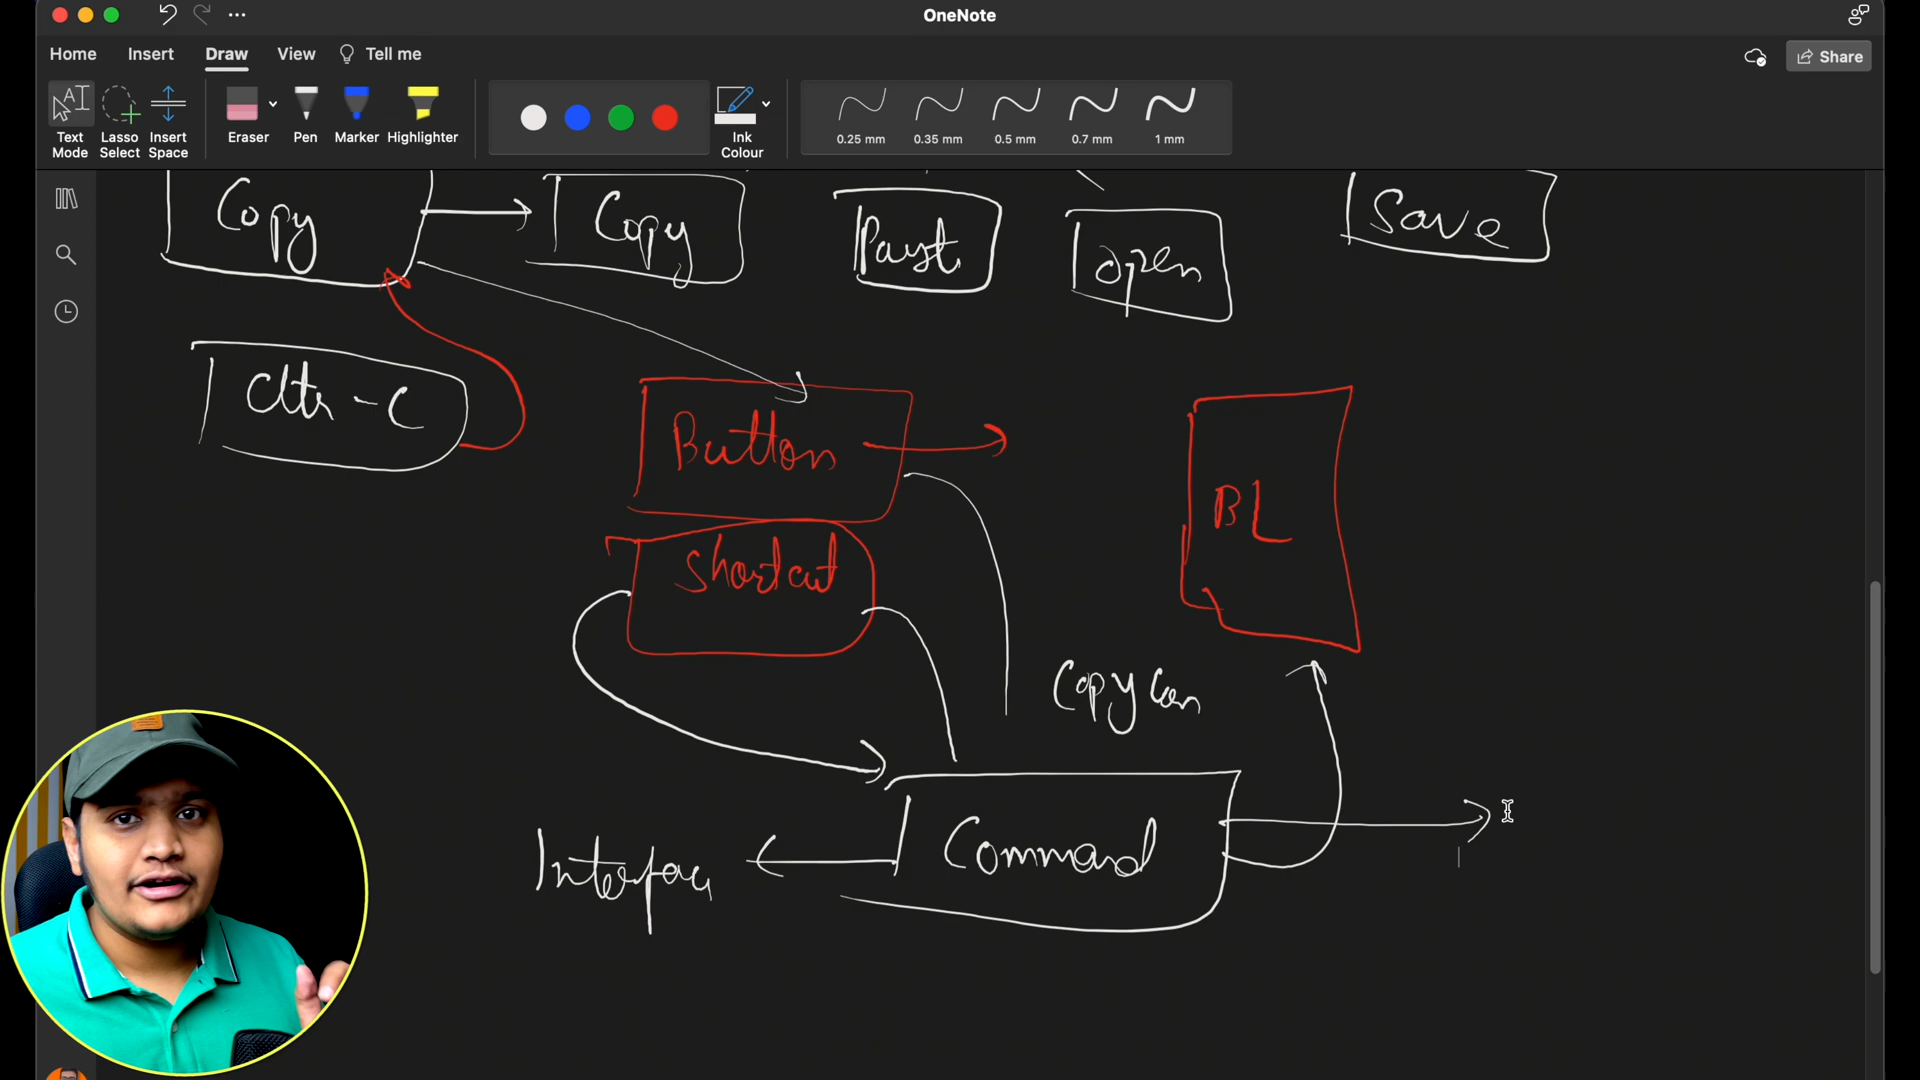 OneNote
Home Insert Draw View Tell me
Share
Text Mode
Lasso Select
Insert Space
Eraser
Pen
Marker
Highlighter
Ink Colour
0.25 mm
0.35 mm
0.5 mm
0.7 mm
1 mm
Copy
Copy
Past
open
Save
Button
Shortcut
BL
Copy Com
Command
Interfac